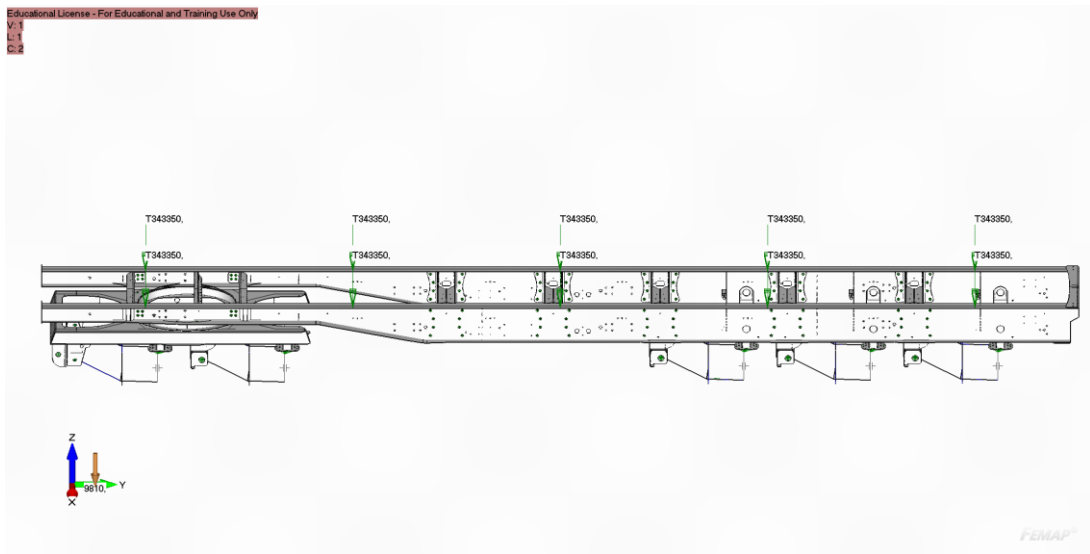 Educational License - For Educational and Training Use Only
V: 1
L: 1
C: 2
T343350, T343350, T343350, T343350, T343350,
T343350, T343350, T343350, T343350, T343350,
Z
9810, Y
X
FEMAP